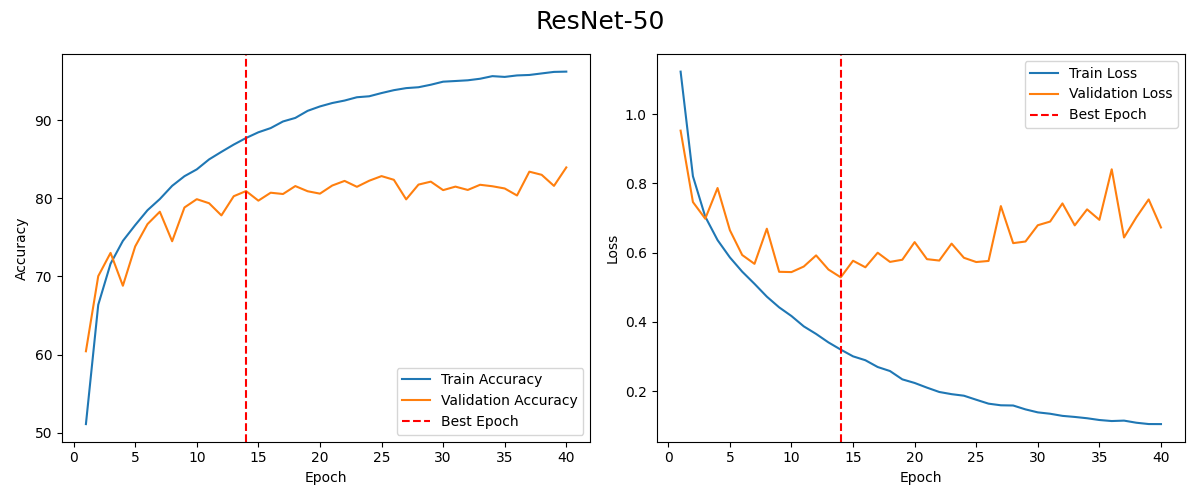 ResNet-50
Accuracy
90
80
70
60
50
0 5 10 15 20 25 30 35 40
Epoch
Train Accuracy
Validation Accuracy
Best Epoch
Loss
1.0
0.8
0.6
0.4
0.2
0 5 10 15 20 25 30 35 40
Epoch
Train Loss
Validation Loss
Best Epoch